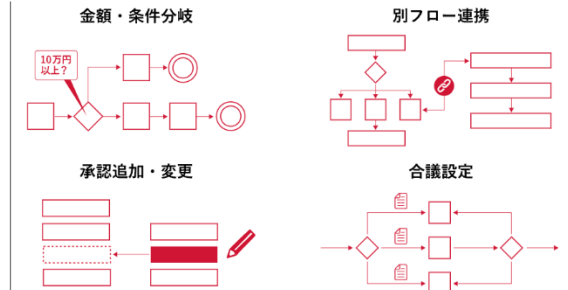 金額・条件分岐
別フロー連携
10万円
以上？
承認追加・変更
合議設定